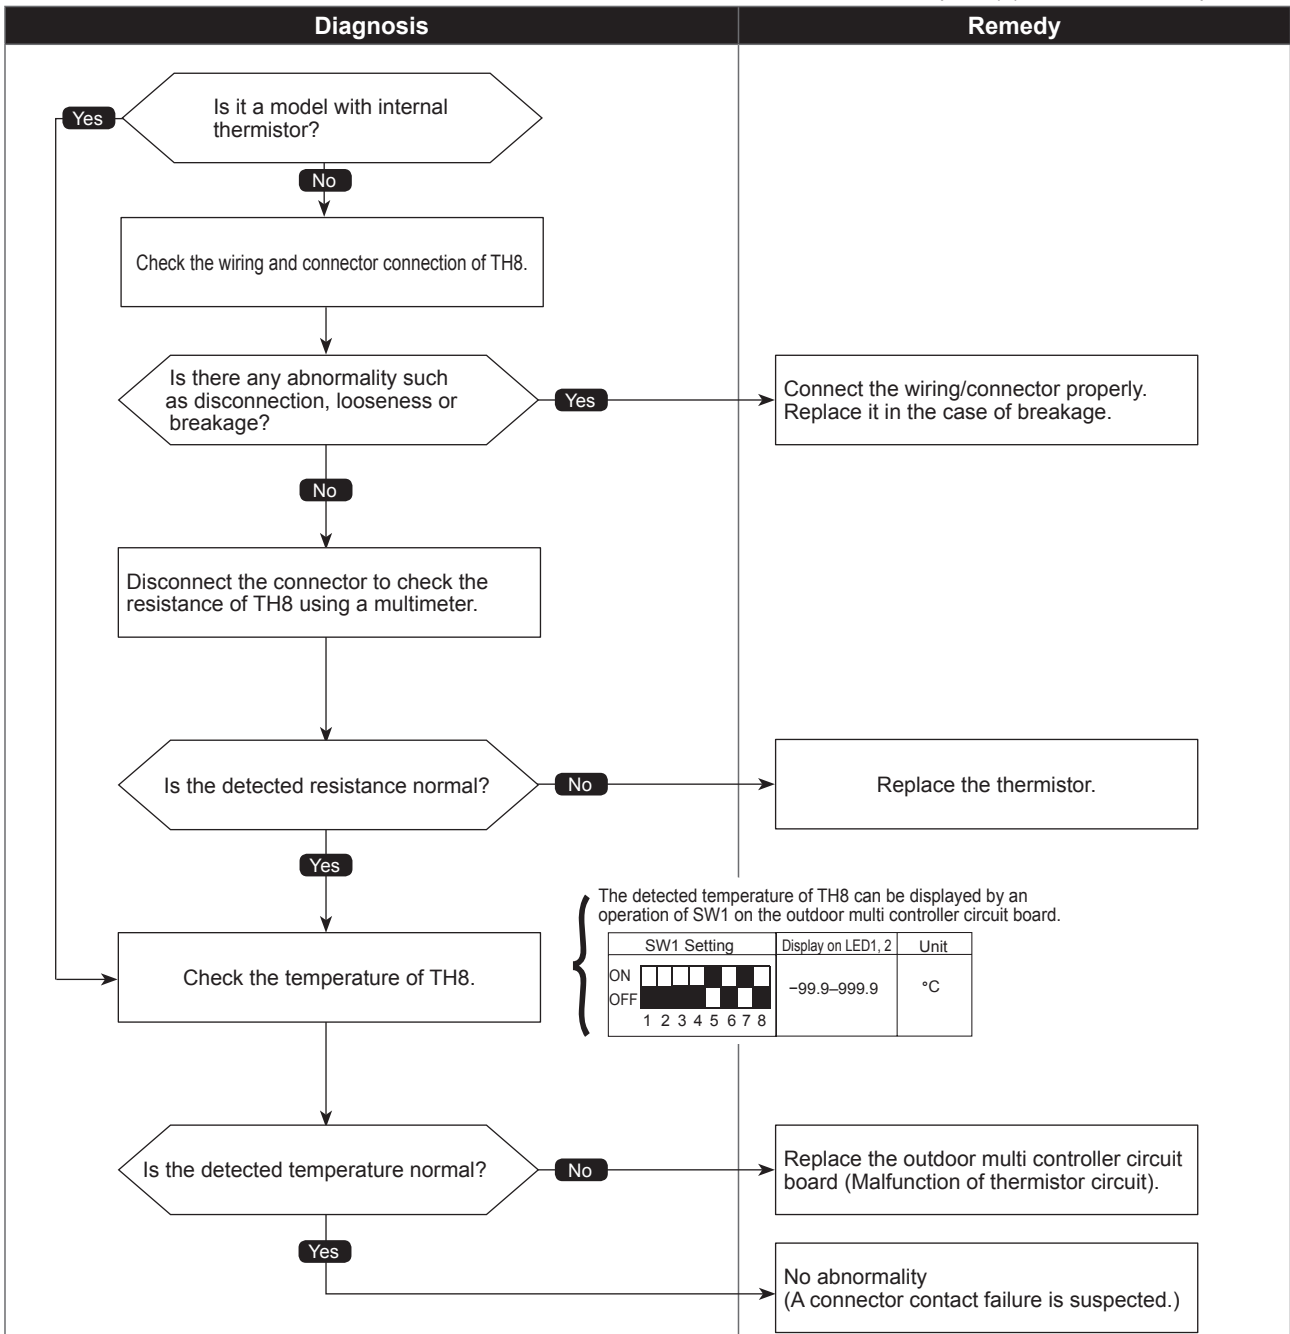 Diagnosis
Remedy
Is it a model with internal
thermistor?
Yes
No
Check the wiring and connector connection of TH8.
Is there any abnormality such
as disconnection, looseness or
breakage?
Yes
Connect the wiring/connector properly.
Replace it in the case of breakage.
No
Disconnect the connector to check the
resistance of TH8 using a multimeter.
Is the detected resistance normal?
No
Replace the thermistor.
Yes
The detected temperature of TH8 can be displayed by an
operation of SW1 on the outdoor multi controller circuit board.
SW1 Setting
Display on LED1, 2
Unit
ON
OFF
1 2 3 4 5 6 7 8
−99.9–999.9
°C
Check the temperature of TH8.
Is the detected temperature normal?
No
Replace the outdoor multi controller circuit
board (Malfunction of thermistor circuit).
Yes
No abnormality
(A connector contact failure is suspected.)